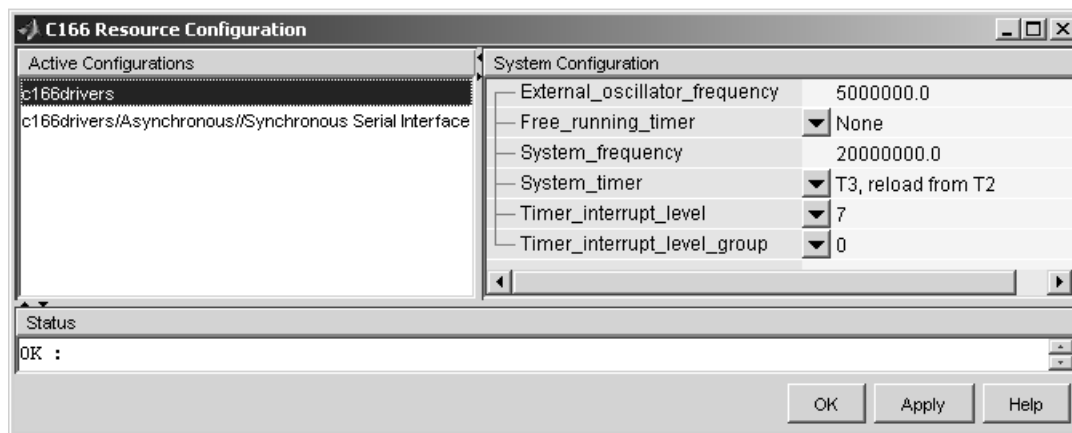 C166 Resource Configuration
Active Configurations
c166drivers
c166drivers/Asynchronous//Synchronous Serial Interface
System Configuration
External_oscillator_frequency 5000000.0
Free_running_timer None
System_frequency 20000000.0
System_timer T3, reload from T2
Timer_interrupt_level 7
Timer_interrupt_level_group 0
Status
OK :
OK Apply Help